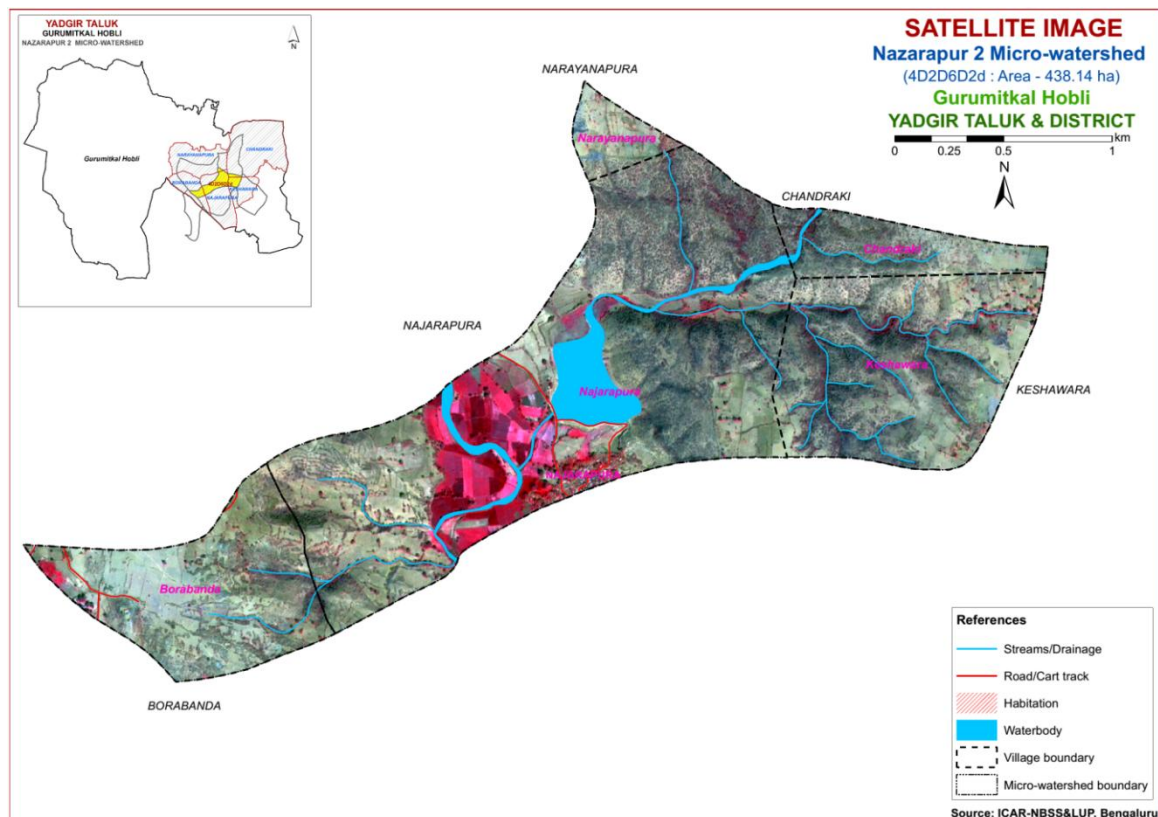 YADGIR TALUK
GURUMITKAL HOBLI
NAZARAPUR 2 MICRO-WATERSHED
N
Gurumitkal Hobli
NARAYANAPURA
CHANDRAKI
BORABANDA
NAJARAPURA
SATELLITE IMAGE
Nazarapur 2 Micro-watershed
(4D2D6D2d : Area - 438.14 ha)
Gurumitkal Hobli
YADGIR TALUK & DISTRICT
km
0 0.25 0.5 1
N
NARAYANAPURA
Narayanapura
CHANDRAKI
Chandraki
NAJARAPURA
Keshawara
KESHAWARA
Najarapura
Borabanda
BORABANDA
References
Streams/Drainage
Road/Cart track
Habitation
Waterbody
Village boundary
Micro-watershed boundary
Source: ICAR-NBSS&LUP, Bengaluru